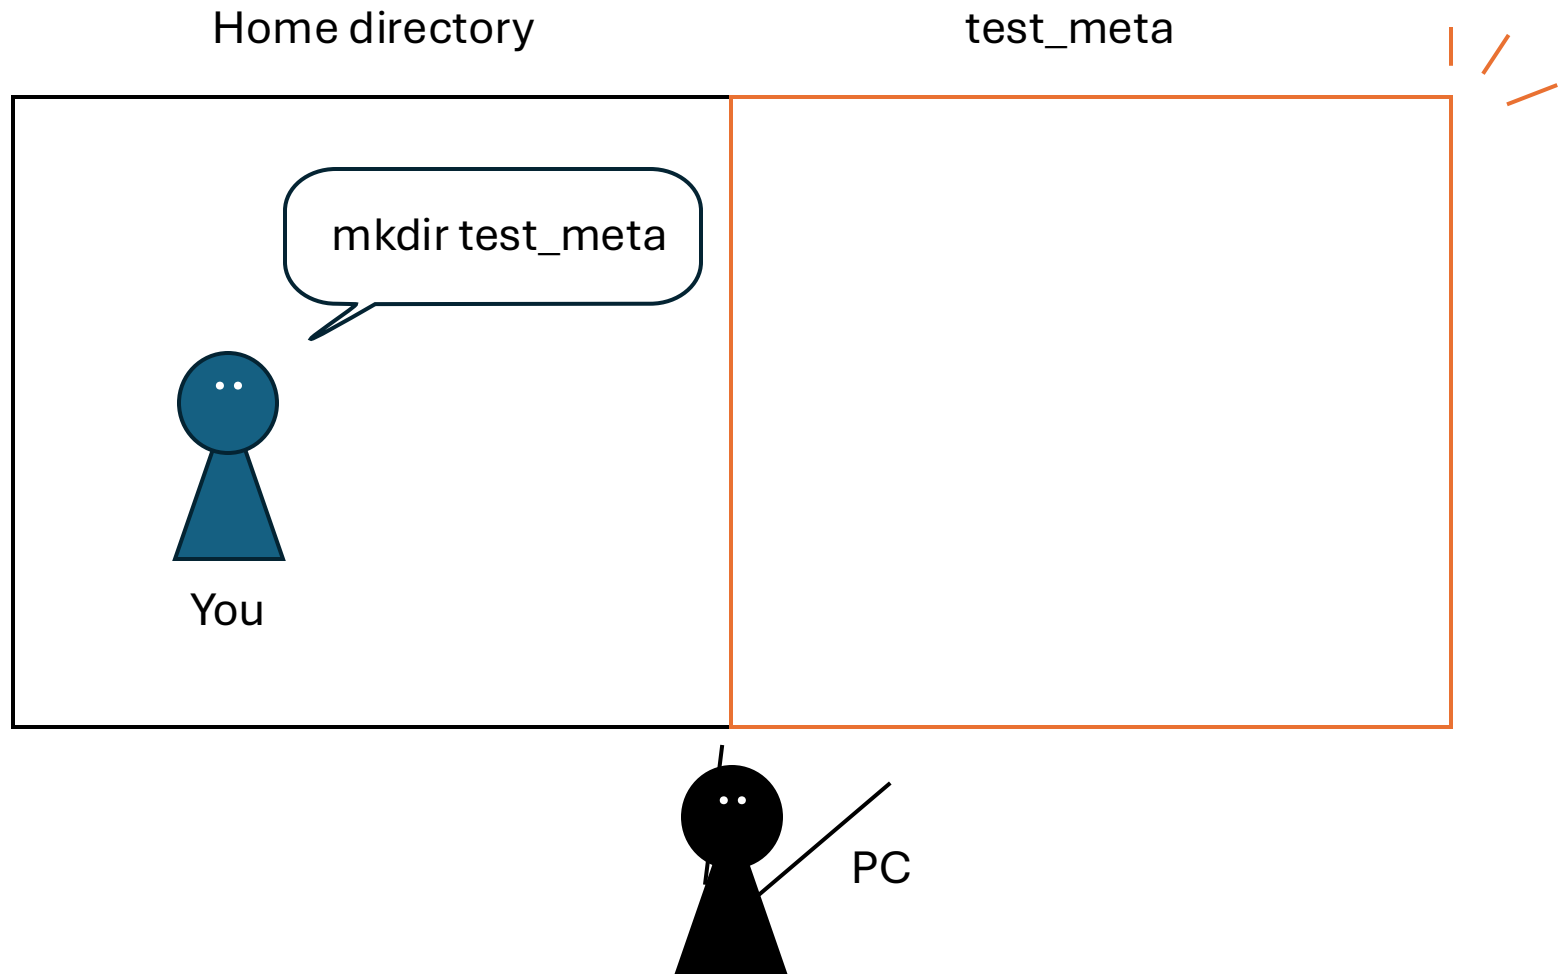 Home directory
test_meta
mkdir test_meta
You
PC